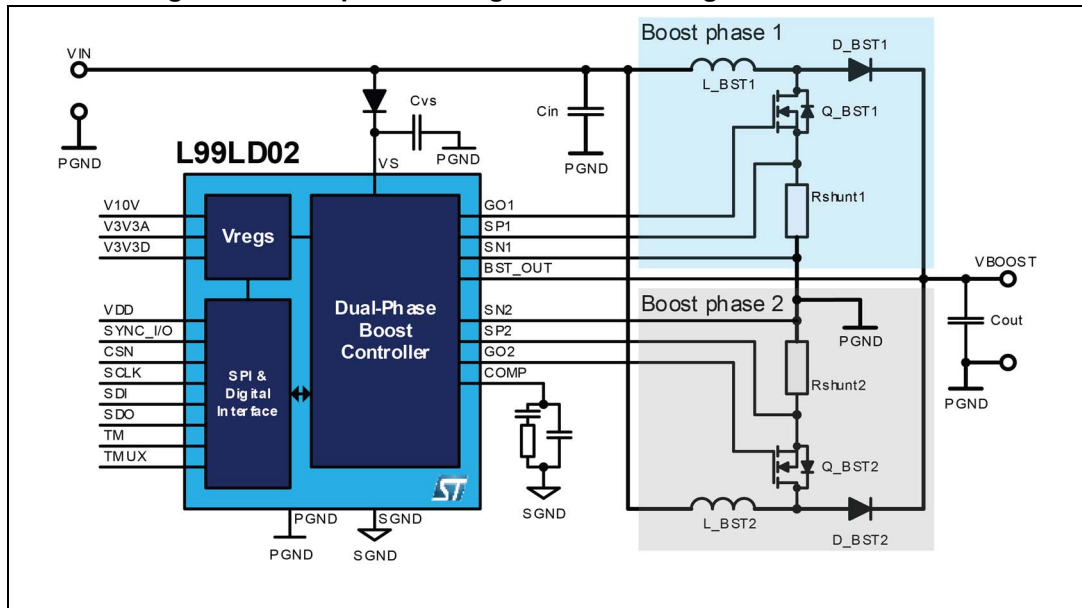 Boost phase 1
D_BST1
VIN
L_BST1
Q_BST1
Cvs
Cin
PGND
PGND
PGND
L99LD02
VS
Rshunt1
V10V
V3V3A
V3V3D
Vregs
GO1
SP1
SN1
BST_OUT
VBOOST
Boost phase 2
VDD
SYNC_I/O
CSN
SCLK
SDI
SDO
TM
TMUX
SPI &
Digital
Interface
Dual-Phase
Boost
Controller
SN2
SP2
GO2
COMP
PGND
Cout
Rshunt2
PGND
Q_BST2
ST
L_BST2
D_BST2
PGND
SGND
SGND
PGND
SGND